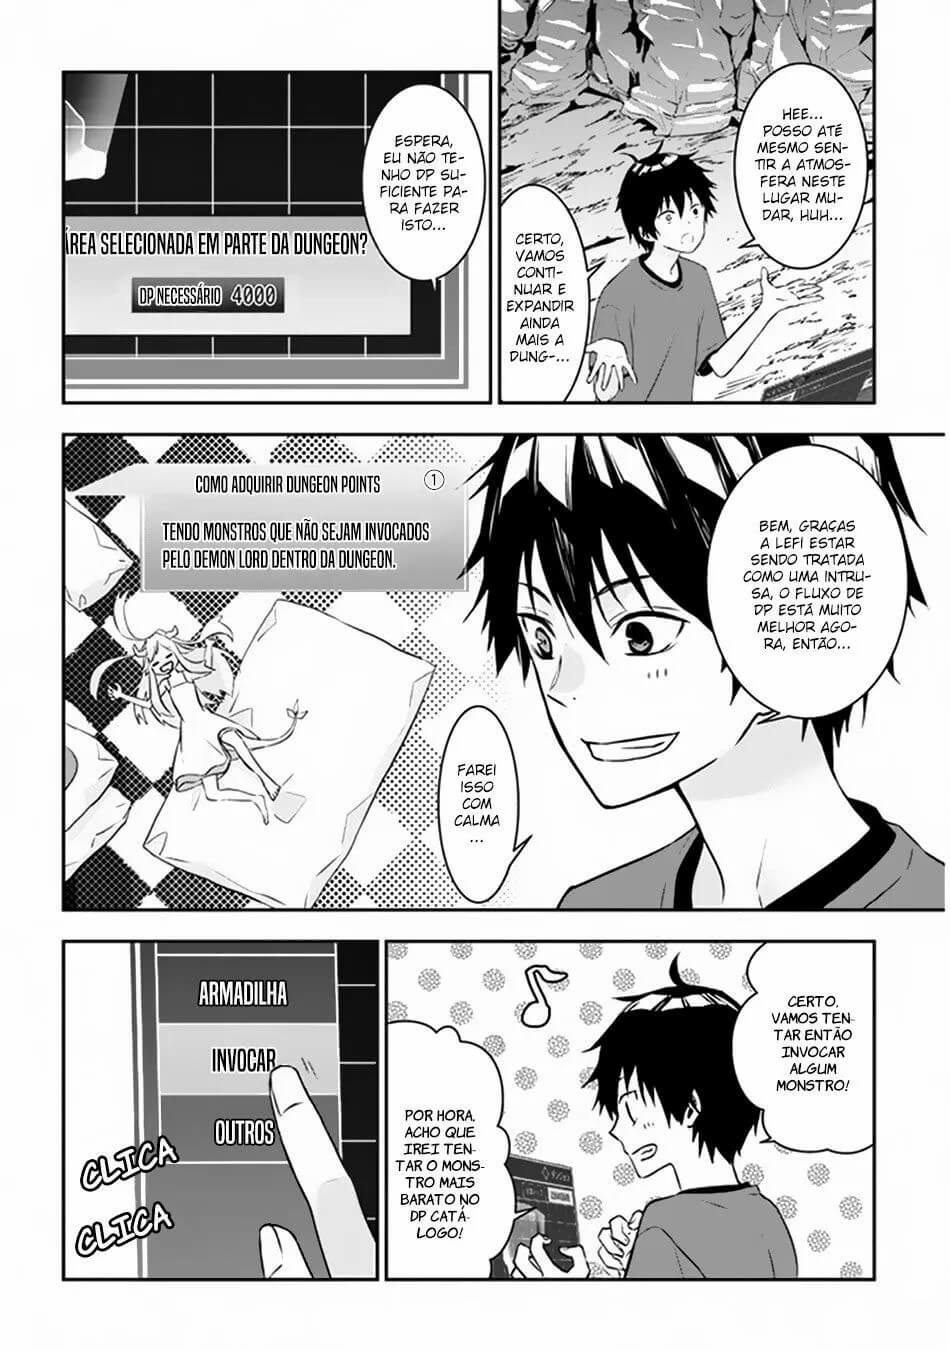 HEE...
POSSO ATÉ
MESMO SEN-
TIR A ATMOS-
FERA NESTE
LUGAR MU-
DAR, HUH...
CERTO,
VAMOS
CONTI-
NUAR E
EXPANDIR
AINDA
MAIS A
DUNG-...
ESPERA,
EU NÃO TE-
NHO DP SU-
FICIENTE PA-
RA FAZER
ISTO...
ÁREA SELECIONADA EM PARTE DA DUNGEON?
DP NECESSÁRIO 4000
BEM, GRAÇAS
A LEFI ESTAR
SENDO TRATADA
COMO UMA INTRU-
SA, O FLUXO DE
DP ESTÁ MUITO
MELHOR AGO-
RA, ENTÃO...
COMO ADQUIRIR DUNGEON POINTS ①
TENDO MONSTROS QUE NÃO SEJAM INVOCADOS
PELO DEMON LORD DENTRO DA DUNGEON.
FAREI
ISSO
COM
CALMA
...
CERTO,
VAMOS TEN-
TAR ENTÃO
INVOCAR
ALGUM
MONSTRO!
POR HORA,
ACHO QUE
IREI TEN-
TAR O MONS-
TRO MAIS
BARATO NO
DP CATÁ-
LOGO!
ARMADILHA
INVOCAR
OUTROS
CLICA
CLICA